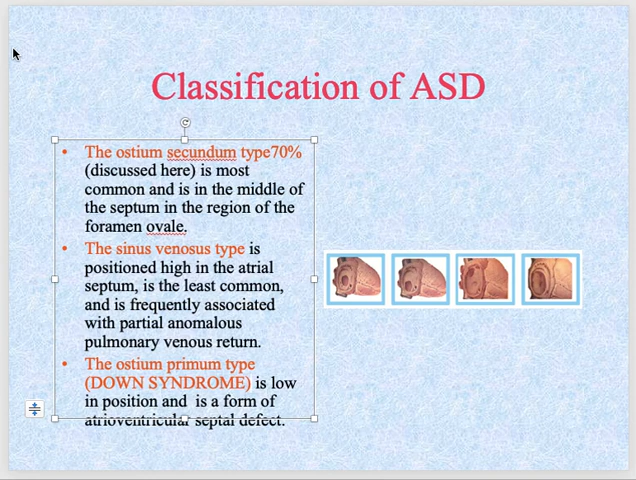 Classification of ASD
• The ostium secundum type70%
(discussed here) is most
common and is in the middle of
the septum in the region of the
foramen ovale.
• The sinus venosus type is
positioned high in the atrial
septum, is the least common,
and is frequently associated
with partial anomalous
pulmonary venous return.
• The ostium primum type
(DOWN SYNDROME) is low
in position and  is a form of
atrioventricular septal defect.